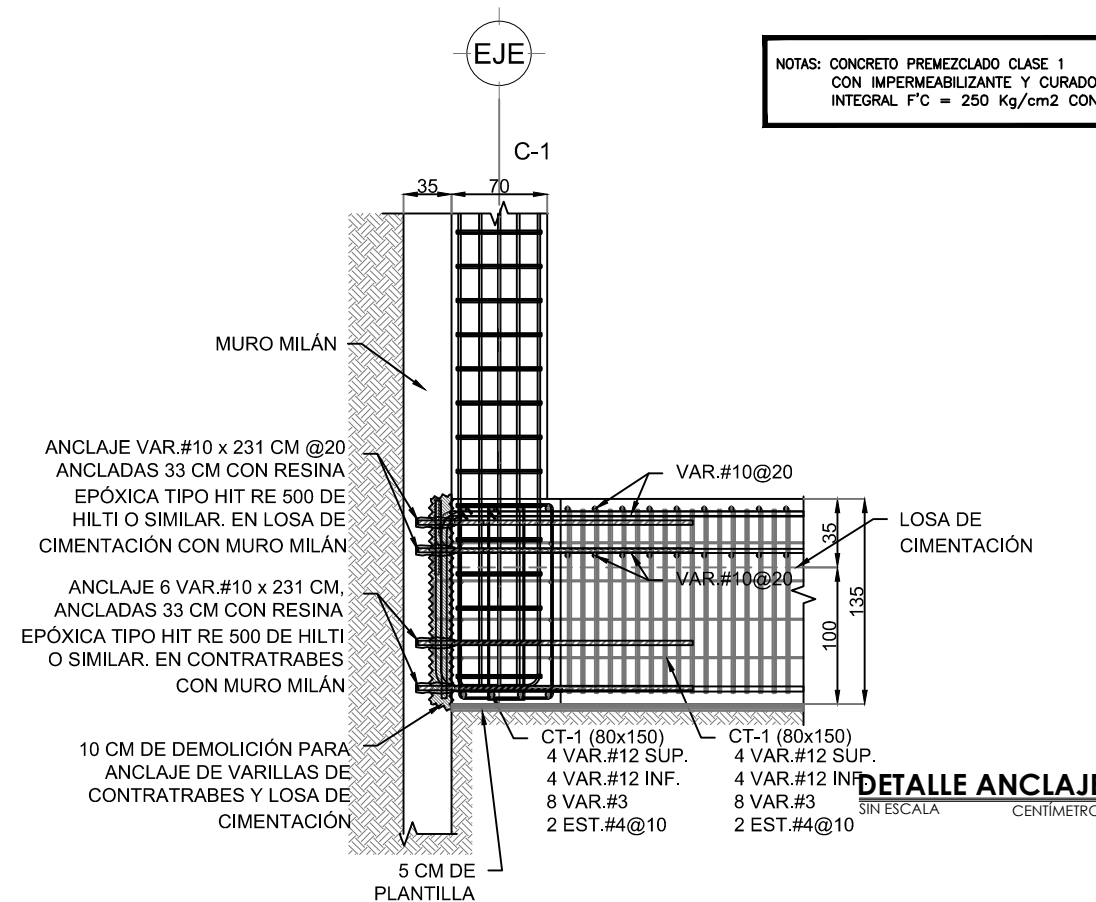 EJE
NOTAS: CONCRETO PREMEZCLADO CLASE 1
CON IMPERMEABILIZANTE Y CURADO
INTEGRAL F'C = 250 Kg/cm2 CON
C-1
35
70
MURO MILÁN
ANCLAJE VAR.#10 x 231 CM @20
ANCLADAS 33 CM CON RESINA
EPÓXICA TIPO HIT RE 500 DE
HILTI O SIMILAR. EN LOSA DE
CIMENTACIÓN CON MURO MILÁN
VAR.#10@20
LOSA DE
CIMENTACIÓN
35
VAR.#10@20
135
100
ANCLAJE 6 VAR.#10 x 231 CM,
ANCLADAS 33 CM CON RESINA
EPÓXICA TIPO HIT RE 500 DE HILTI
O SIMILAR. EN CONTRATRABES
CON MURO MILÁN
10 CM DE DEMOLICIÓN PARA
ANCLAJE DE VARILLAS DE
CONTRATRABES Y LOSA DE
CIMENTACIÓN
CT-1 (80x150)
4 VAR.#12 SUP.
4 VAR.#12 INF.
8 VAR.#3
2 EST.#4@10
CT-1 (80x150)
4 VAR.#12 SUP.
4 VAR.#12 INF.
8 VAR.#3
2 EST.#4@10
DETALLE ANCLAJE
SIN ESCALA
CENTÍMETRO
5 CM DE
PLANTILLA